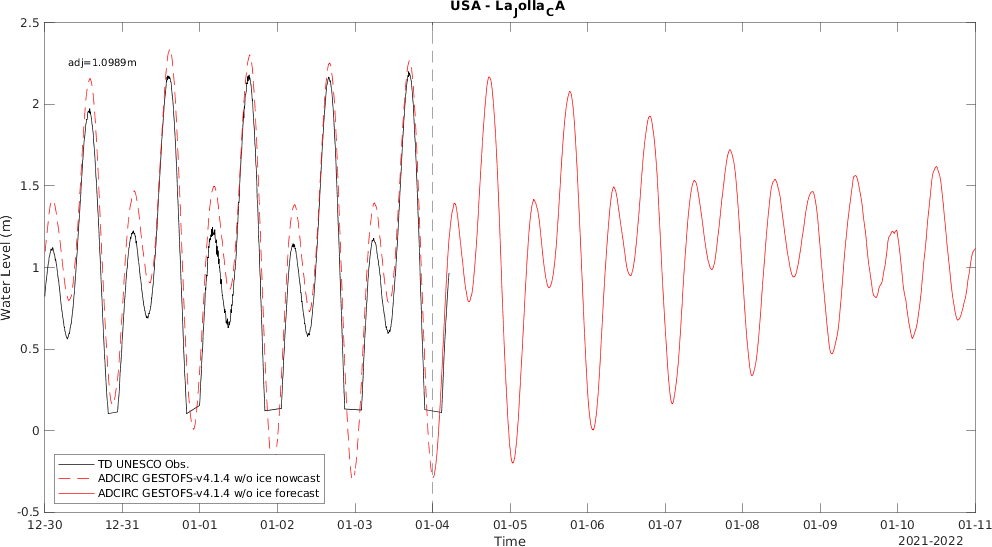 USA - LaJollaCA
adj=1.0989m
Water Level (m)
2.5
2
1.5
1
0.5
0
-0.5
TD UNESCO Obs.
ADCIRC GESTOFS-v4.1.4 w/o ice nowcast
ADCIRC GESTOFS-v4.1.4 w/o ice forecast
12-30 12-31 01-01 01-02 01-03 01-04 01-05 01-06 01-07 01-08 01-09 01-10 01-11
Time
2021-2022